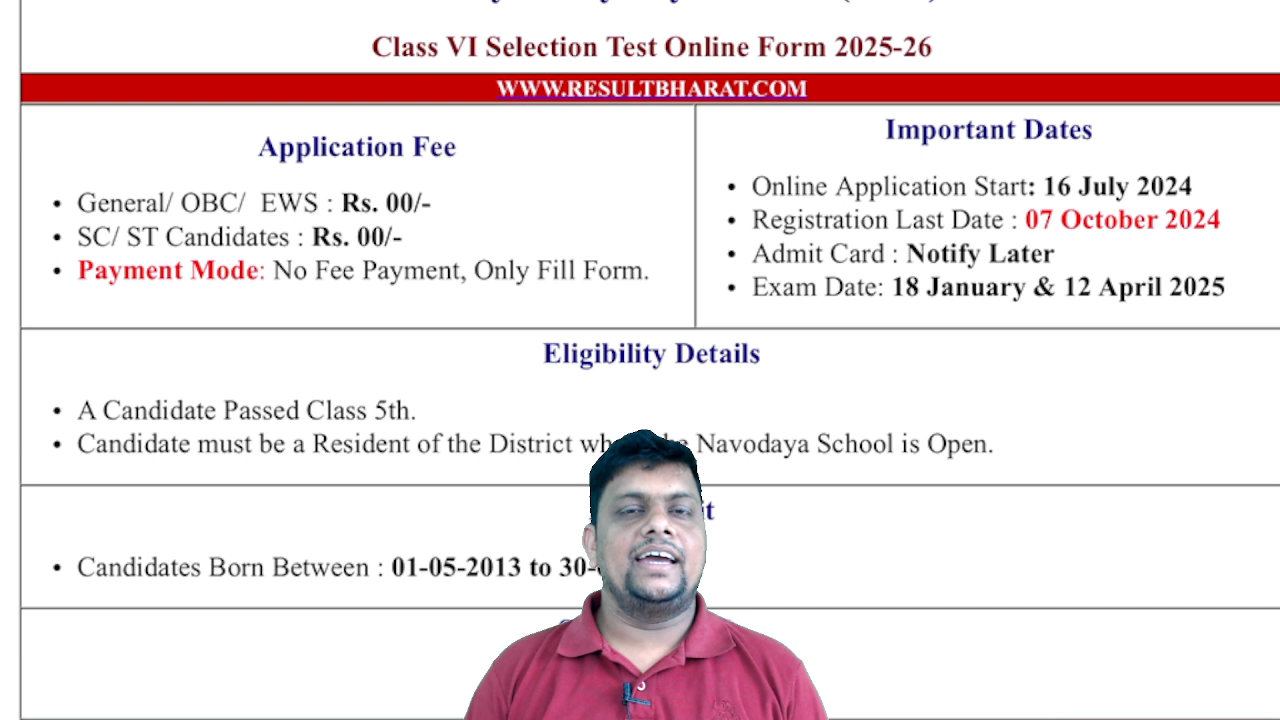 Class VI Selection Test Online Form 2025-26
WWW.RESULTBHARAT.COM
Application Fee
• General/ OBC/ EWS : Rs. 00/-
• SC/ ST Candidates : Rs. 00/-
• Payment Mode: No Fee Payment, Only Fill Form.
Important Dates
• Online Application Start: 16 July 2024
• Registration Last Date : 07 October 2024
• Admit Card : Notify Later
• Exam Date: 18 January & 12 April 2025
Eligibility Details
• A Candidate Passed Class 5th.
• Candidate must be a Resident of the District Navodaya School is Open.
• Candidates Born Between : 01-05-2013 to 30-